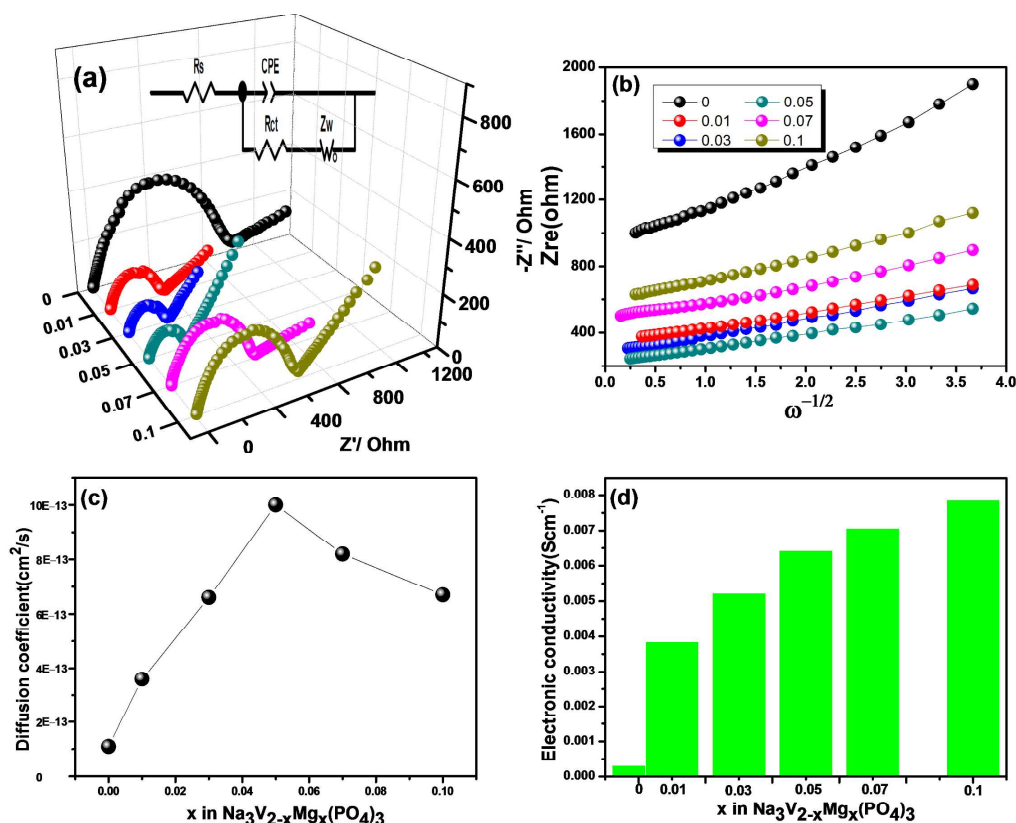 (a)
Rs
CPE
Rct
Zw
0
0.01
0.03
0.05
0.07
0.1
0
400
800
1200
Z'/ Ohm
0
200
400
600
800
-Z''/ Ohm
(b)
0
0.05
0.01
0.07
0.03
0.1
Zre(ohm)
2000
1600
1200
800
400
0.0
0.5
1.0
1.5
2.0
2.5
3.0
3.5
4.0
ω⁻¹/²
(c)
Diffusion coefficient(cm²/s)
10E−13
8E−13
6E−13
4E−13
2E−13
0
0.00
0.02
0.04
0.06
0.08
0.10
x in Na₃V₂₋ₓMgₓ(PO₄)₃
(d)
Electronic conductivity(Scm⁻¹)
0.008
0.007
0.006
0.005
0.004
0.003
0.002
0.001
0.000
0
0.01
0.03
0.05
0.07
0.1
x in Na₃V₂₋ₓMgₓ(PO₄)₃